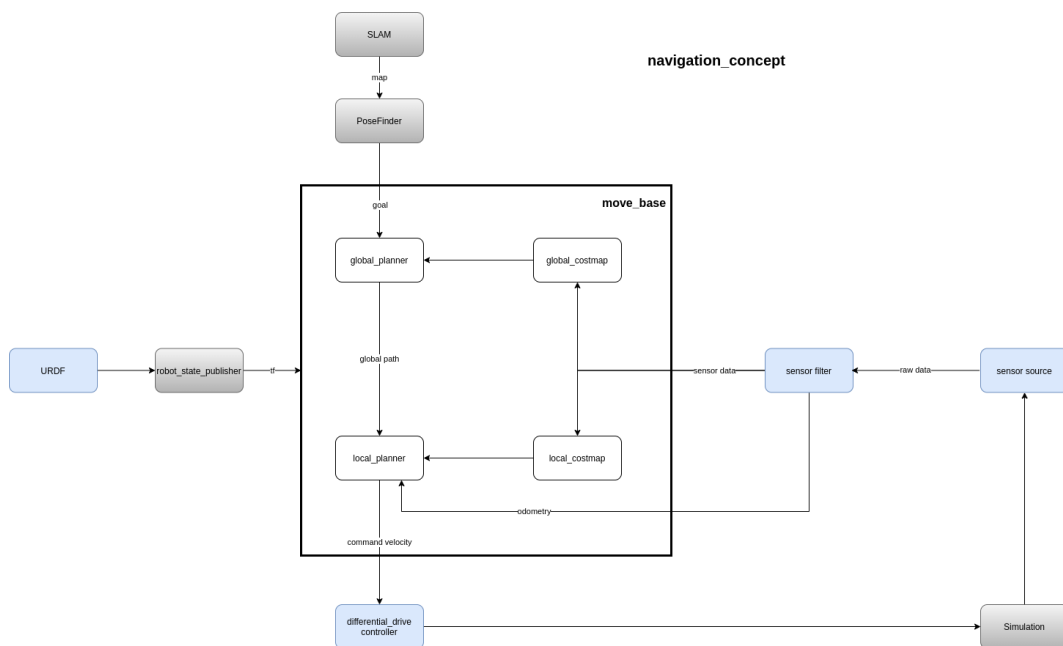 SLAM
navigation_concept
map
PoseFinder
goal
move_base
global_planner
global_costmap
global path
URDF
robot_state_publisher
tf
sensor data
sensor filter
raw data
sensor source
local_planner
local_costmap
odometry
command velocity
differential_drive
controller
Simulation